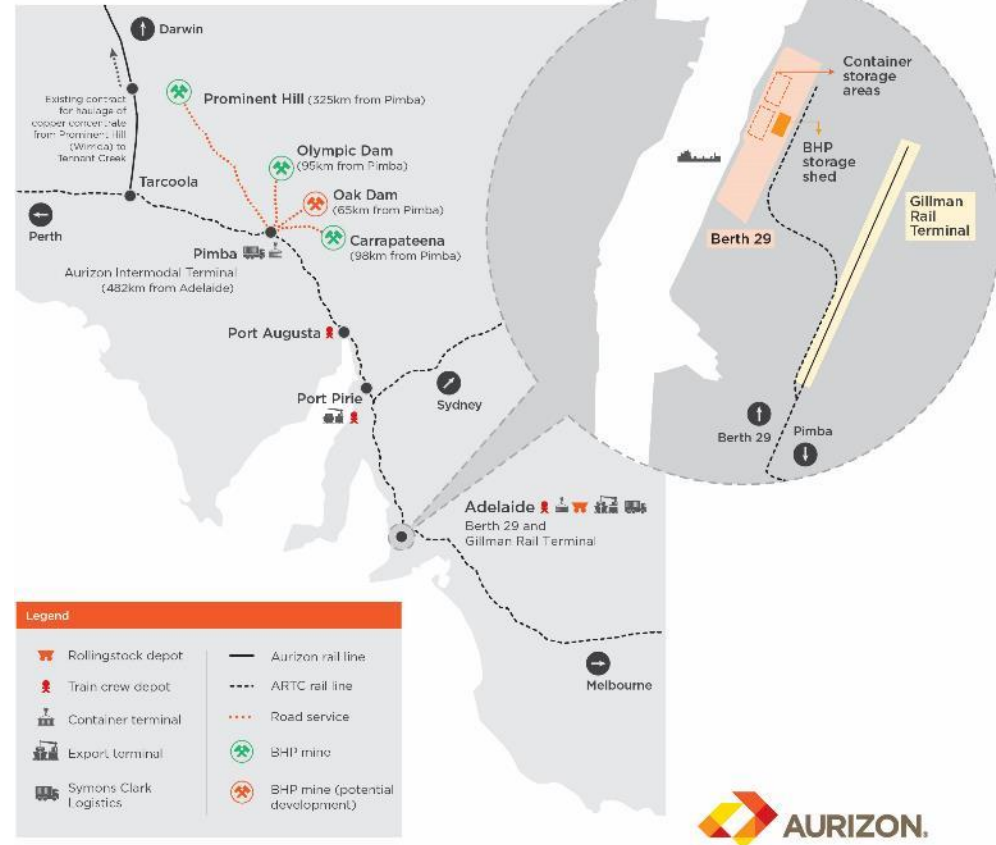 Darwin
Existing contract
for haulage of
copper concentrate
from Prominent Hill
(Wirrida) to
Tennant Creek
Prominent Hill (325km from Pimba)
Olympic Dam
(95km from Pimba)
Oak Dam
(65km from Pimba)
Carrapateena
(98km from Pimba)
Tarcoola
Perth
Pimba
Aurizon Intermodal Terminal
(482km from Adelaide)
Port Augusta
Port Pirie
Sydney
Adelaide
Berth 29 and
Gillman Rail Terminal
Melbourne
Container
storage
areas
BHP
storage
shed
Gillman
Rail
Terminal
Berth 29
Berth 29
Pimba
Legend
Rollingstock depot
Train crew depot
Container terminal
Export terminal
Symons Clark
Logistics
Aurizon rail line
ARTC rail line
Road service
BHP mine
BHP mine (potential
development)
AURIZON.